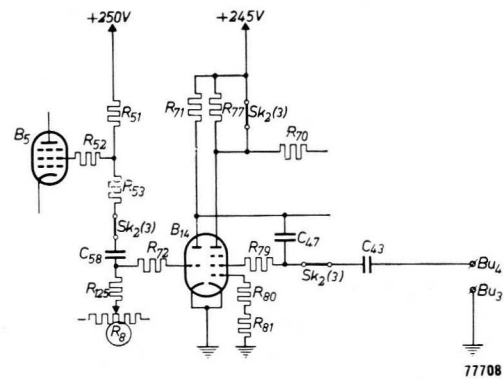 +250V
+245V
R51
R71
R77
Sk2(3)
B5
R52
R70
R53
Sk2(3)
B14
C58
R72
R79
C47
C43
Sk2(3)
Bu4
R125
R80
Bu3
R8
R81
77708